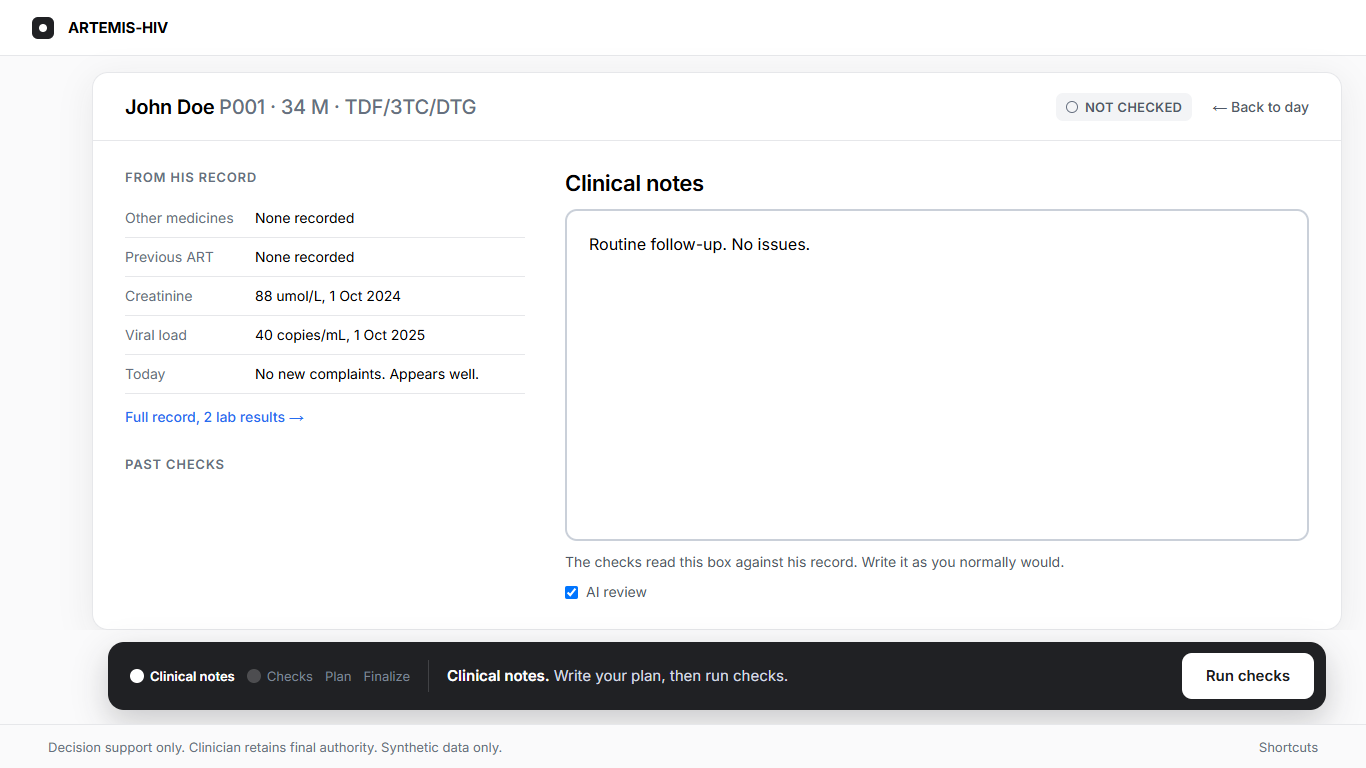 ARTEMIS-HIV
John Doe P001 · 34 M · TDF/3TC/DTG
NOT CHECKED
← Back to day
FROM HIS RECORD
Other medicines None recorded
Previous ART None recorded
Creatinine 88 umol/L, 1 Oct 2024
Viral load 40 copies/mL, 1 Oct 2025
Today No new complaints. Appears well.
Full record, 2 lab results →
PAST CHECKS
Clinical notes
Routine follow-up. No issues.
The checks read this box against his record. Write it as you normally would.
AI review
Clinical notes Checks Plan Finalize
Clinical notes. Write your plan, then run checks.
Run checks
Decision support only. Clinician retains final authority. Synthetic data only.
Shortcuts